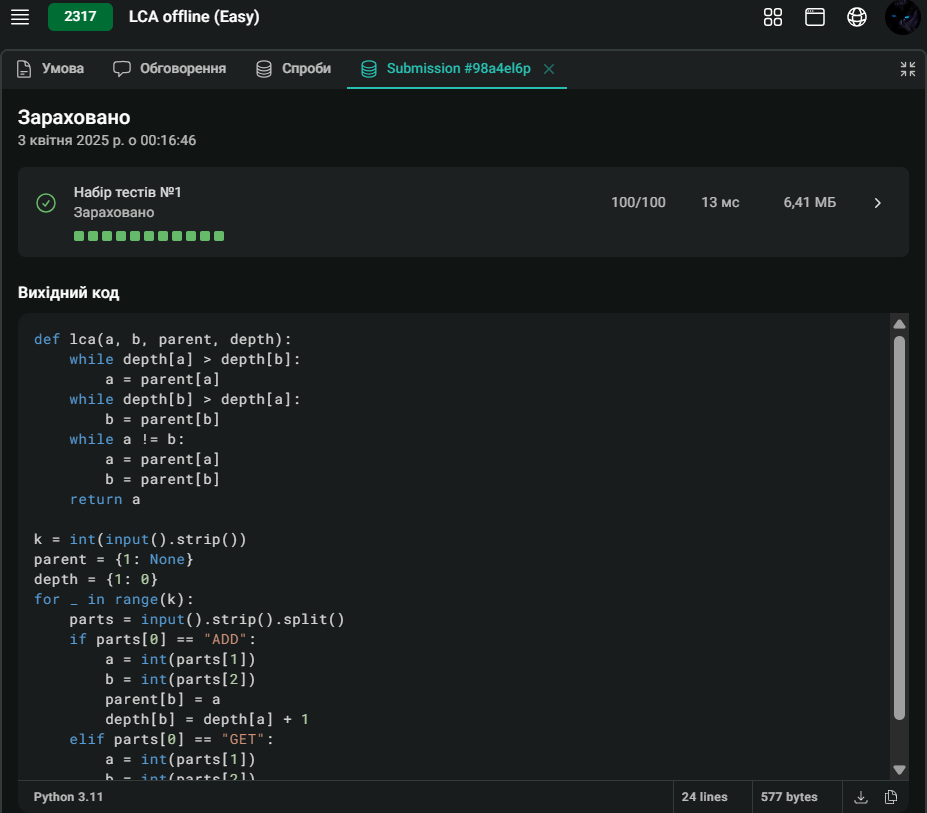 2317 LCA offline (Easy)
Умова Обговорення Спроби Submission #98a4el6p
Зараховано
3 квітня 2025 р. о 00:16:46
Набір тестів №1
Зараховано
100/100 13 мс 6,41 МБ
Вихідний код
def lca(a, b, parent, depth):
    while depth[a] > depth[b]:
        a = parent[a]
    while depth[b] > depth[a]:
        b = parent[b]
    while a != b:
        a = parent[a]
        b = parent[b]
    return a
k = int(input().strip())
parent = {1: None}
depth = {1: 0}
for _ in range(k):
    parts = input().strip().split()
    if parts[0] == "ADD":
        a = int(parts[1])
        b = int(parts[2])
        parent[b] = a
        depth[b] = depth[a] + 1
    elif parts[0] == "GET":
        a = int(parts[1])
        b = int(parts[2])
Python 3.11 24 lines 577 bytes